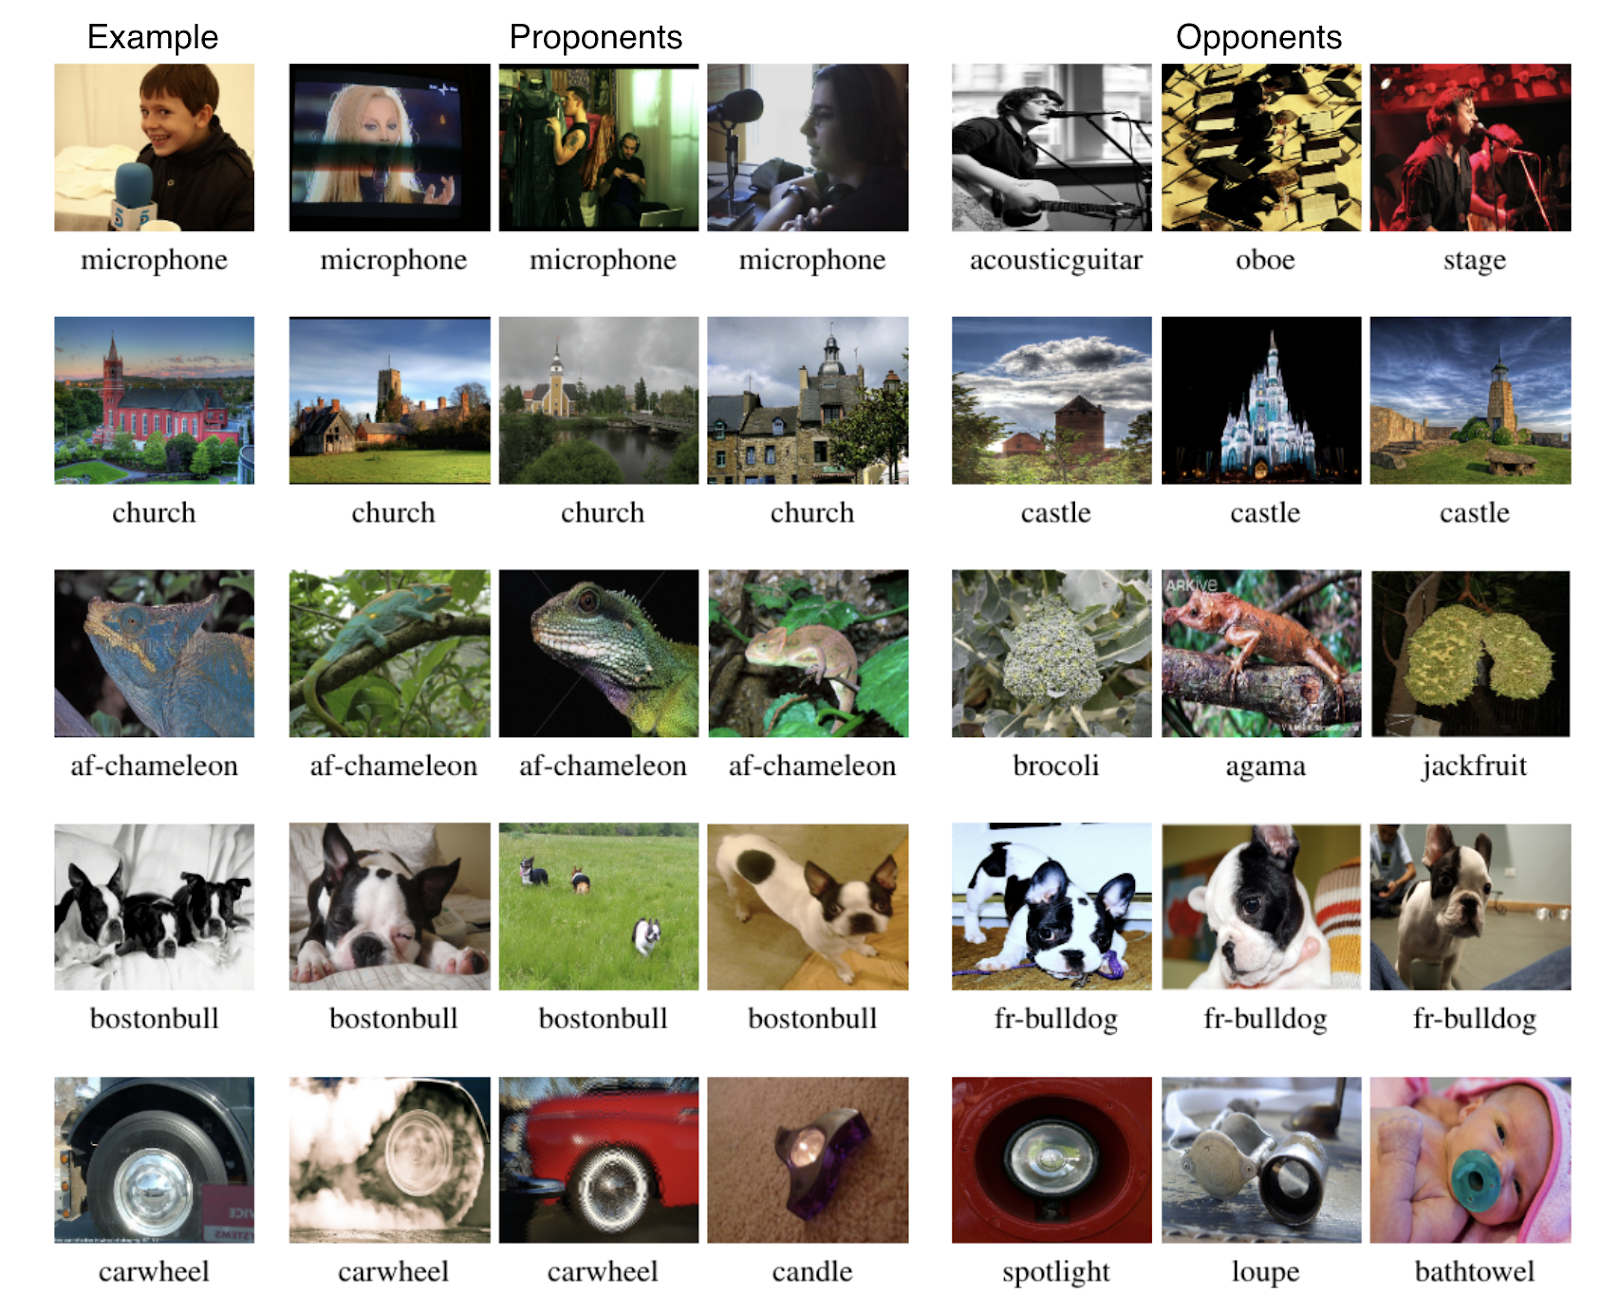 Example Proponents Opponents
microphone microphone microphone microphone acousticguitar oboe stage
church church church church castle castle castle
ARKive
af-chameleon af-chameleon af-chameleon af-chameleon brocoli agama jackfruit
bostonbull bostonbull bostonbull bostonbull fr-bulldog fr-bulldog fr-bulldog
carwheel carwheel carwheel candle spotlight loupe bathtowel